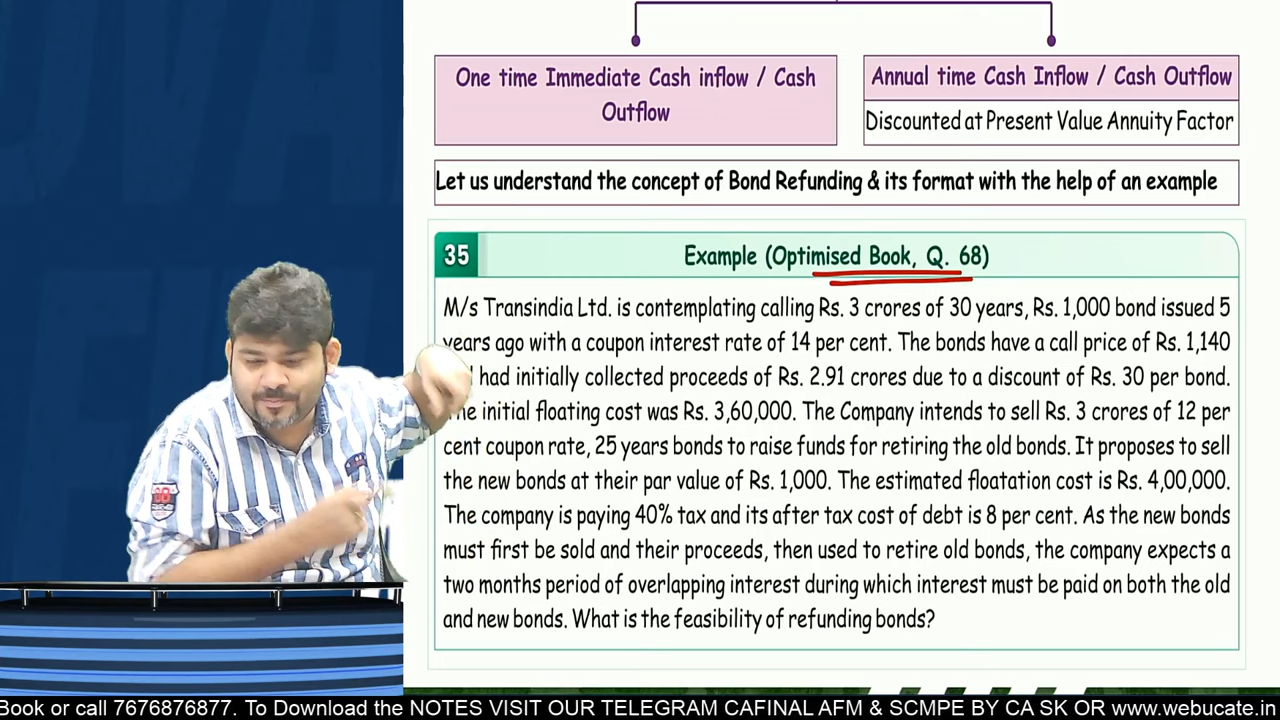 One time Immediate Cash inflow / Cash
Outflow
Annual time Cash Inflow / Cash Outflow
Discounted at Present Value Annuity Factor
Let us understand the concept of Bond Refunding & its format with the help of an example
35
Example (Optimised Book, Q. 68)
M/s Transindia Ltd. is contemplating calling Rs. 3 crores of 30 years, Rs. 1,000 bond issued 5
years ago with a coupon interest rate of 14 per cent. The bonds have a call price of Rs. 1,140
had initially collected proceeds of Rs. 2.91 crores due to a discount of Rs. 30 per bond.
initial floating cost was Rs. 3,60,000. The Company intends to sell Rs. 3 crores of 12 per
cent coupon rate, 25 years bonds to raise funds for retiring the old bonds. It proposes to sell
the new bonds at their par value of Rs. 1,000. The estimated floatation cost is Rs. 4,00,000.
The company is paying 40% tax and its after tax cost of debt is 8 per cent. As the new bonds
must first be sold and their proceeds, then used to retire old bonds, the company expects a
two months period of overlapping interest during which interest must be paid on both the old
and new bonds. What is the feasibility of refunding bonds?
Book or call 7676876877. To Download the NOTES VISIT OUR TELEGRAM CAFINAL AFM & SCMPE BY CA SK OR www.webucate.in